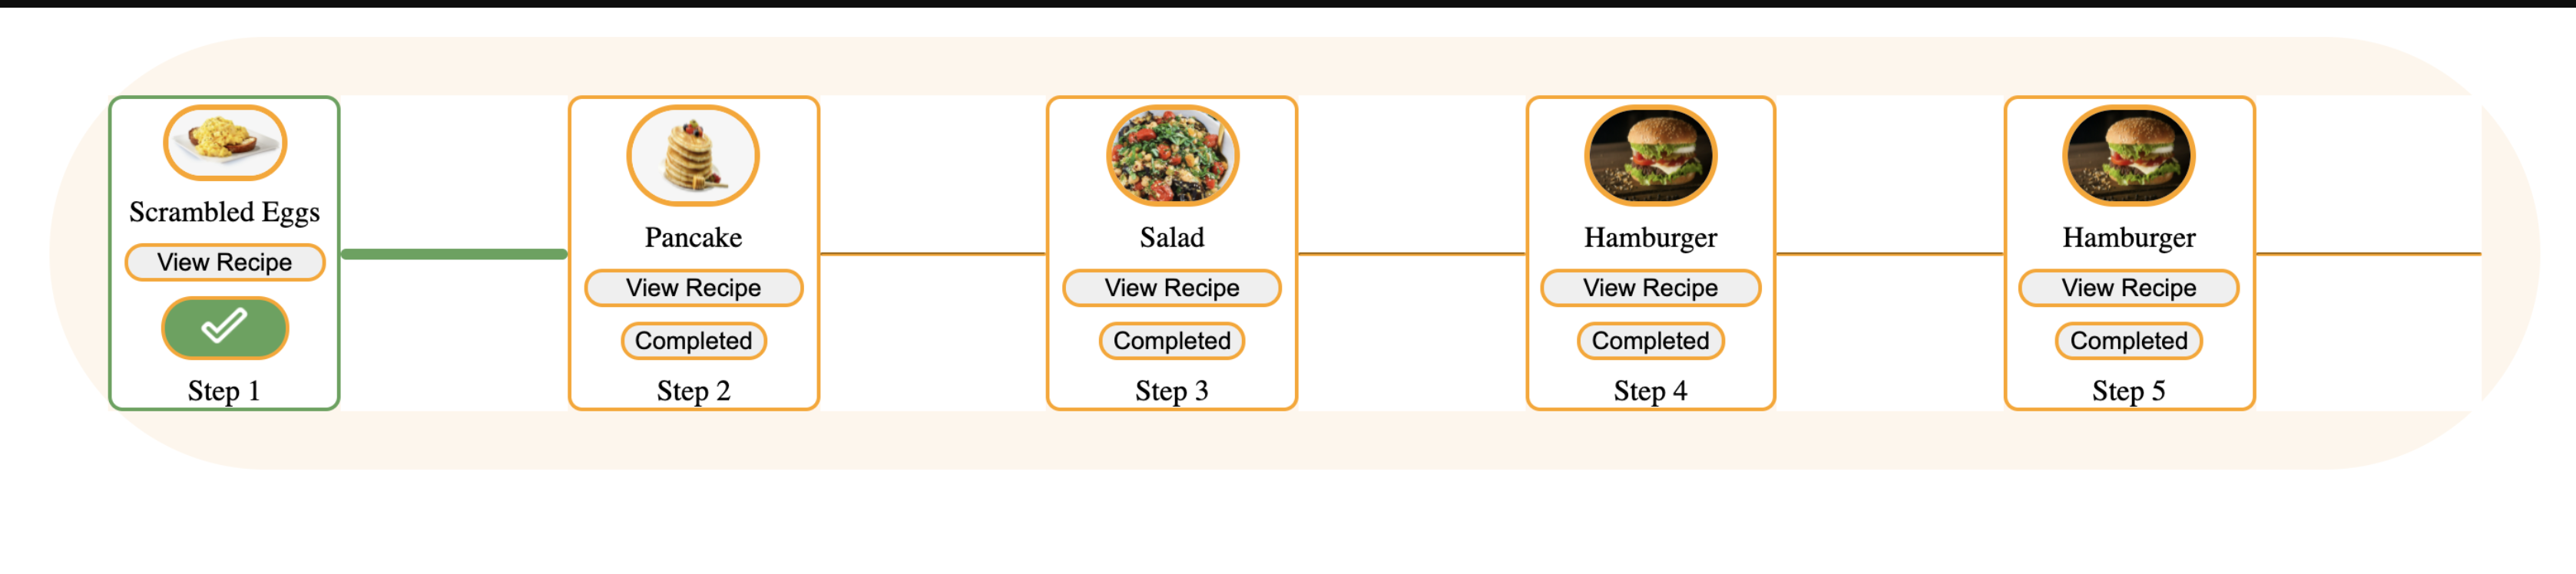 Scrambled Eggs
View Recipe
Step 1
Pancake
View Recipe
Completed
Step 2
Salad
View Recipe
Completed
Step 3
Hamburger
View Recipe
Completed
Step 4
Hamburger
View Recipe
Completed
Step 5